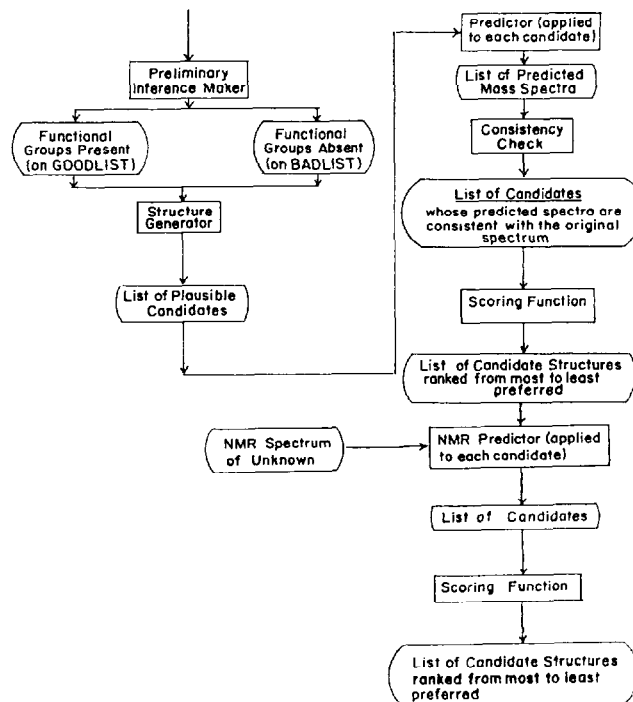 Preliminary
Inference Maker
Functional
Groups Present
(on GOODLIST)
Functional
Groups Absent
(on BADLIST)
Structure
Generator
List of Plausible
Candidates
Predictor (applied
to each candidate)
List of Predicted
Mass Spectra
Consistency
Check
List of Candidates
whose predicted spectra are
consistent with the original
spectrum
Scoring Function
List of Candidate Structures
ranked from most to least
preferred
NMR Spectrum
of Unknown
NMR Predictor (applied
to each candidate)
List of Candidates
Scoring Function
List of Candidate Structures
ranked from most to least
preferred